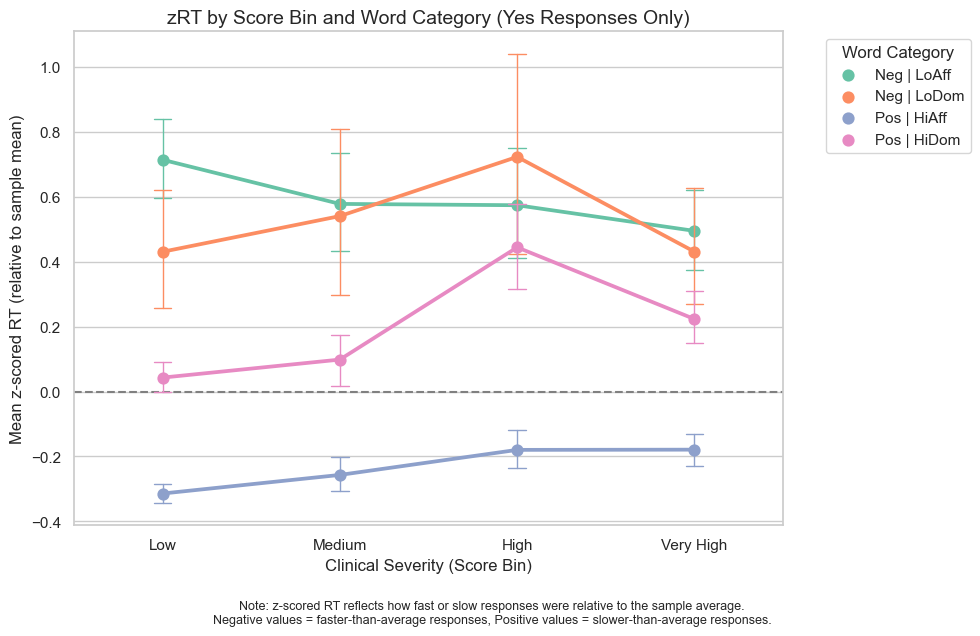 zRT by Score Bin and Word Category (Yes Responses Only)
Mean z-scored RT (relative to sample mean)
1.0
0.8
0.6
0.4
0.2
0.0
−0.2
−0.4
Low
Medium
High
Very High
Clinical Severity (Score Bin)
Word Category
Neg | LoAff
Neg | LoDom
Pos | HiAff
Pos | HiDom
Note: z-scored RT reflects how fast or slow responses were relative to the sample average.
Negative values = faster-than-average responses, Positive values = slower-than-average responses.